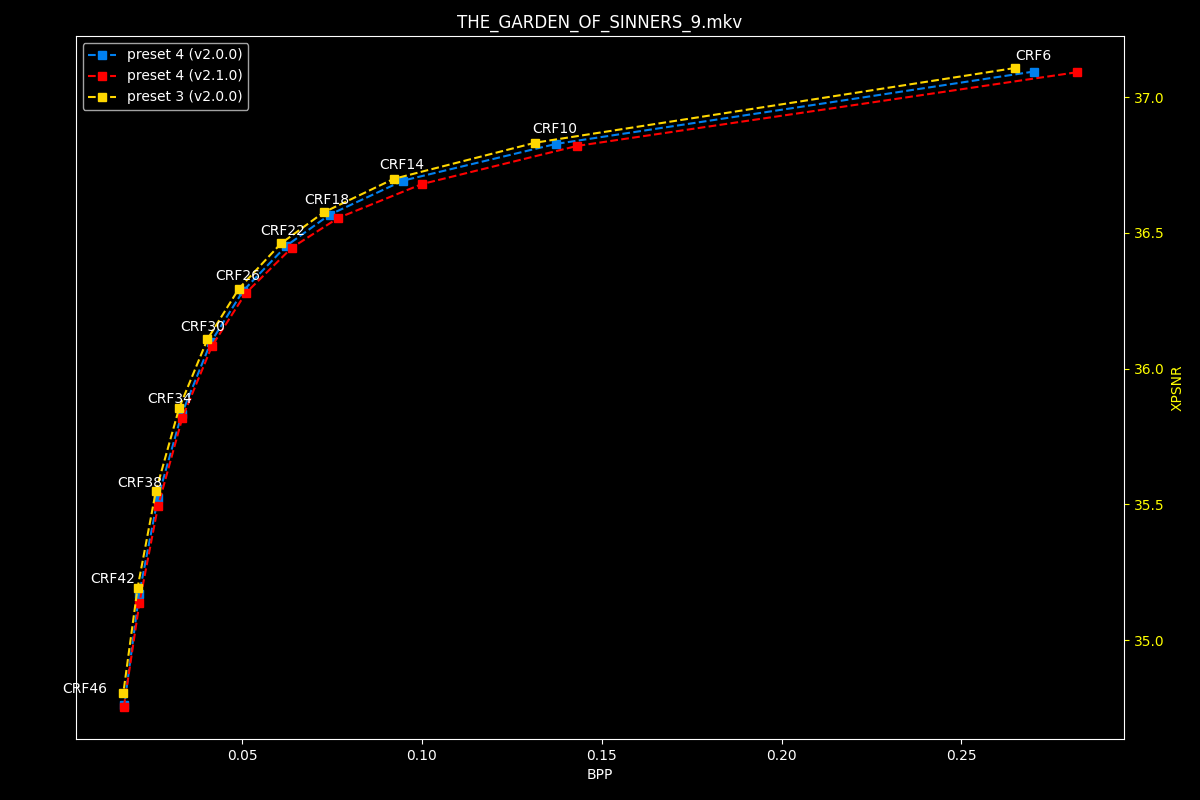 THE_GARDEN_OF_SINNERS_9.mkv
preset 4 (v2.0.0)
preset 4 (v2.1.0)
preset 3 (v2.0.0)
CRF6
CRF10
CRF14
CRF18
CRF22
CRF26
CRF30
CRF34
CRF38
CRF42
CRF46
37.0
36.5
36.0
35.5
35.0
XPSNR
0.05 0.10 0.15 0.20 0.25
BPP